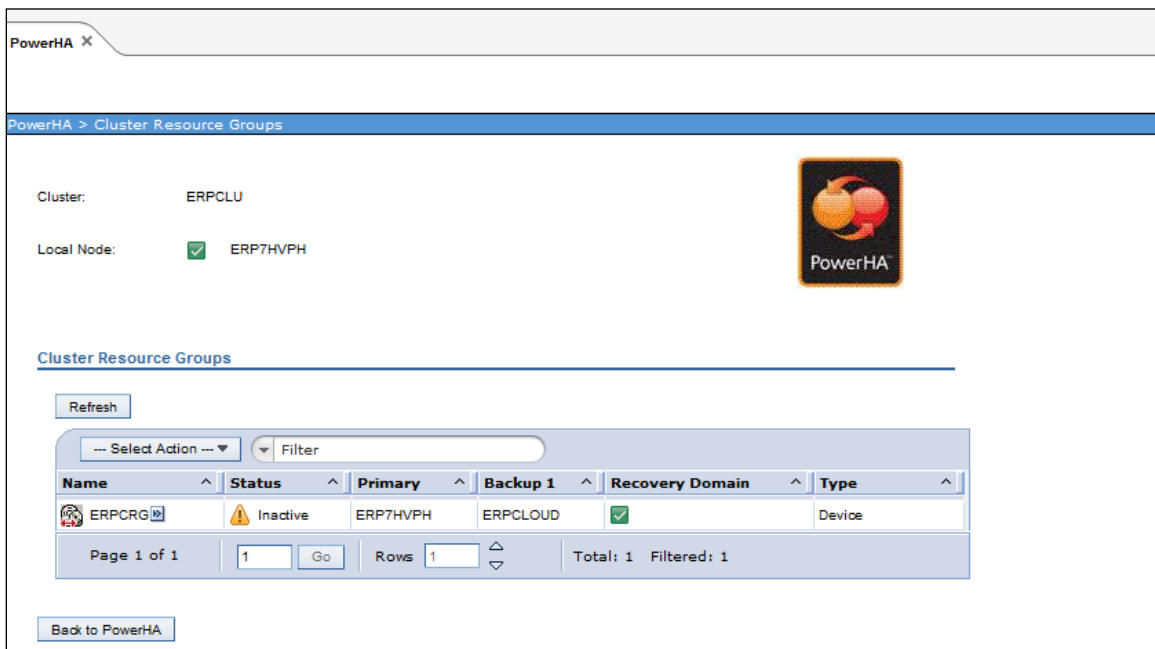 PowerHA ×
PowerHA > Cluster Resource Groups
Cluster: ERPCLU
Local Node: ERP7HVPH
PowerHA™
Cluster Resource Groups
Refresh
--- Select Action --- Filter
Name Status Primary Backup 1 Recovery Domain Type
ERPCRG Inactive ERP7HVPH ERPCLOUD Device
Page 1 of 1 1 Go Rows 1 Total: 1 Filtered: 1
Back to PowerHA